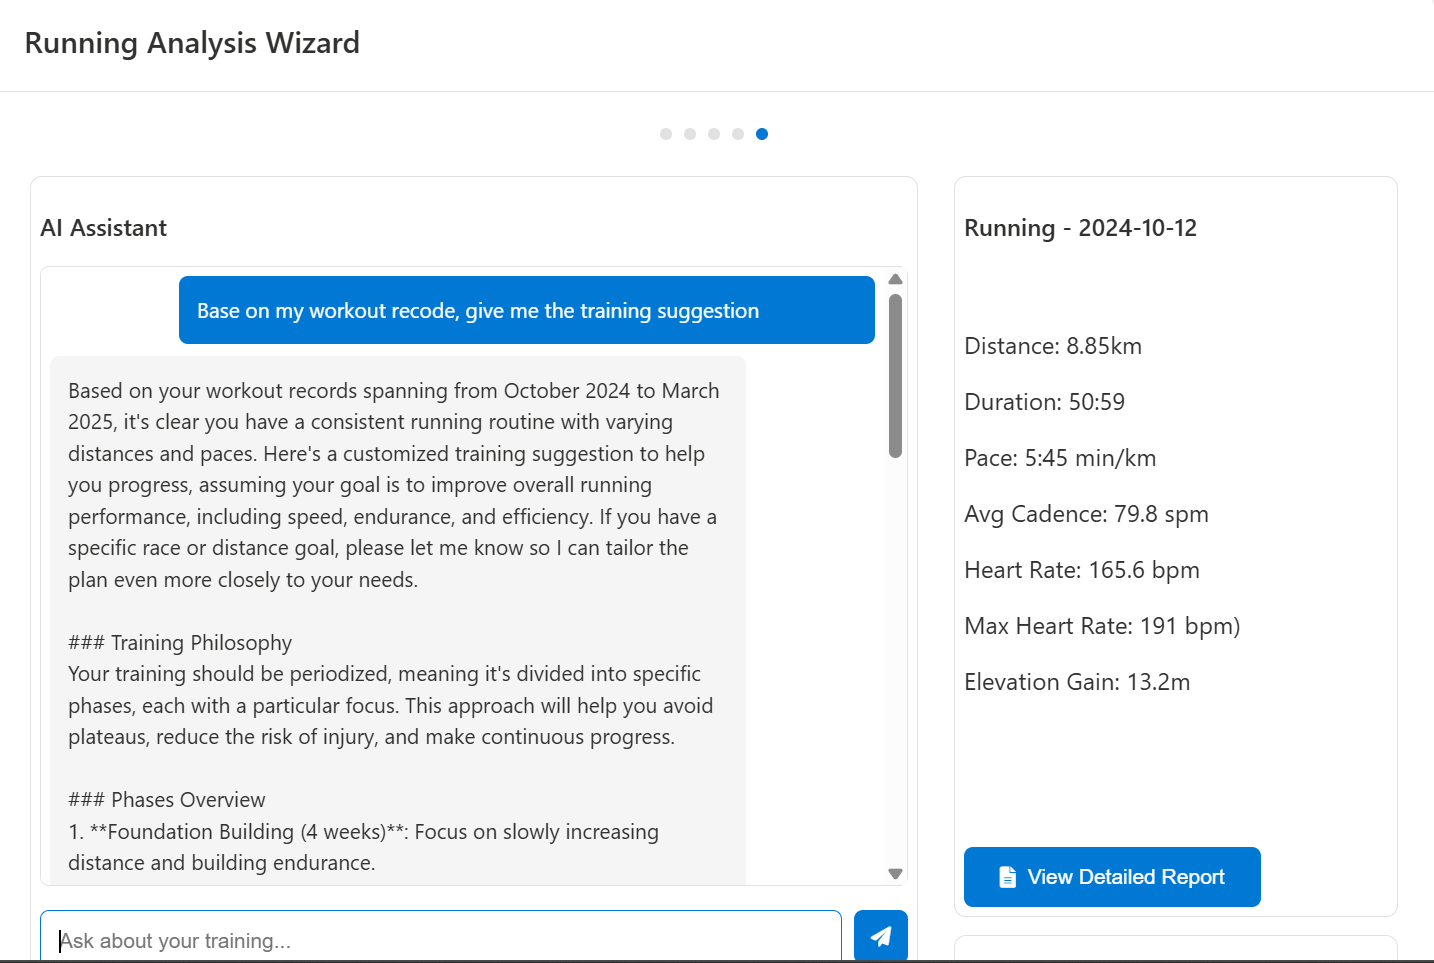 Running Analysis Wizard
AI Assistant
Base on my workout recode, give me the training suggestion
Based on your workout records spanning from October 2024 to March
2025, it's clear you have a consistent running routine with varying
distances and paces. Here's a customized training suggestion to help
you progress, assuming your goal is to improve overall running
performance, including speed, endurance, and efficiency. If you have a
specific race or distance goal, please let me know so I can tailor the
plan even more closely to your needs.
### Training Philosophy
Your training should be periodized, meaning it's divided into specific
phases, each with a particular focus. This approach will help you avoid
plateaus, reduce the risk of injury, and make continuous progress.
### Phases Overview
1. **Foundation Building (4 weeks)**: Focus on slowly increasing
distance and building endurance.
Ask about your training...
Running - 2024-10-12
Distance: 8.85km
Duration: 50:59
Pace: 5:45 min/km
Avg Cadence: 79.8 spm
Heart Rate: 165.6 bpm
Max Heart Rate: 191 bpm)
Elevation Gain: 13.2m
View Detailed Report